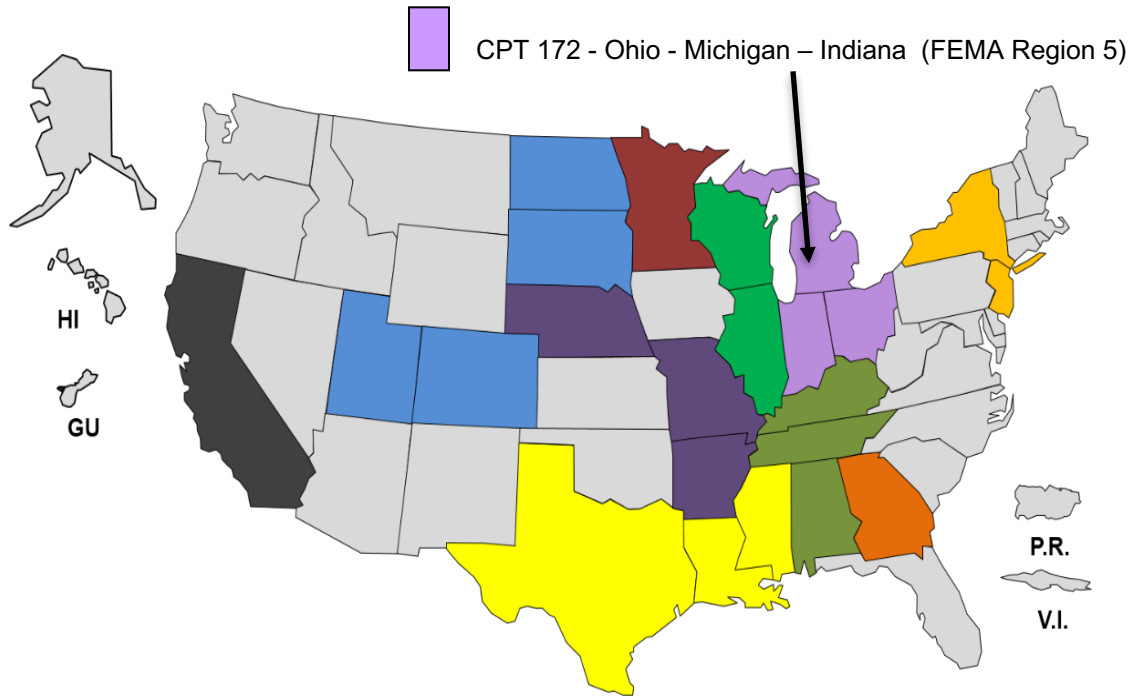 CPT 172 - Ohio - Michigan – Indiana (FEMA Region 5)
HI
GU
P.R.
V.I.